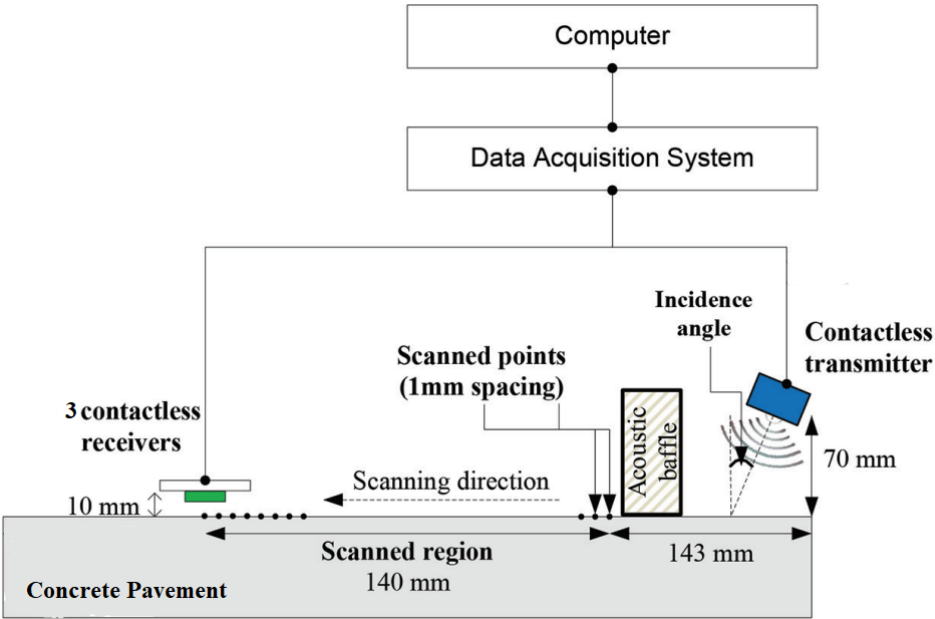 Computer
Data Acquisition System
Incidence
angle
Contactless
transmitter
Scanned points
(1mm spacing)
3 contactless
receivers
Acoustic
baffle
70 mm
Scanning direction
10 mm
Scanned region
140 mm
143 mm
Concrete Pavement